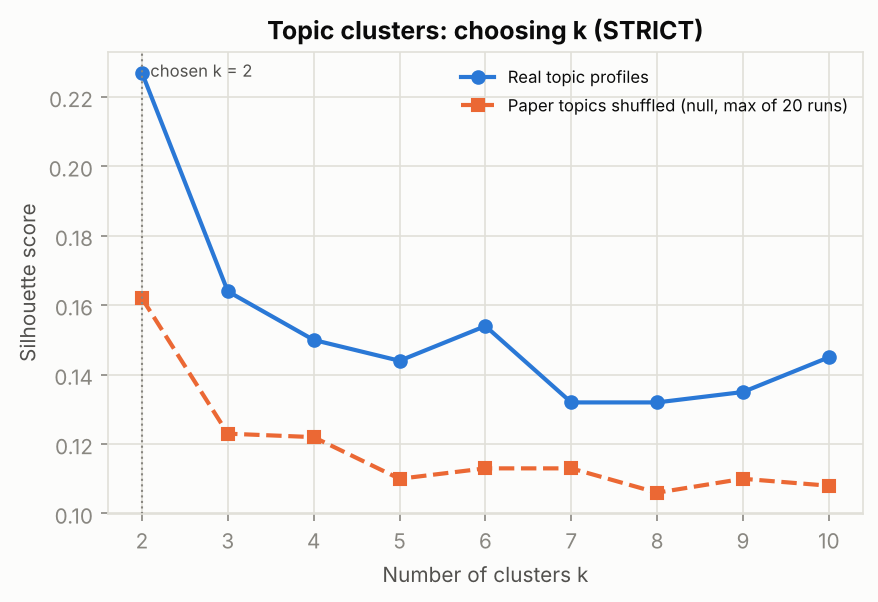 Topic clusters: choosing k (STRICT)
chosen k = 2
Real topic profiles
Paper topics shuffled (null, max of 20 runs)
Silhouette score
0.22
0.20
0.18
0.16
0.14
0.12
0.10
2 3 4 5 6 7 8 9 10
Number of clusters k